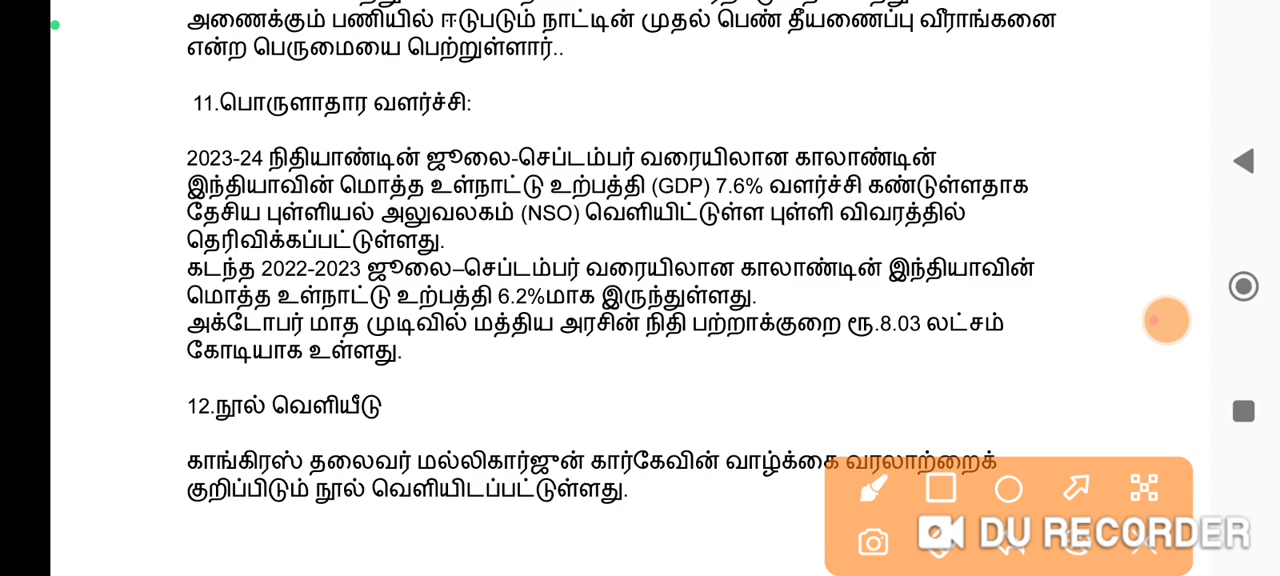 அணைக்கும் பணியில் ஈடுபடும் நாட்டின் முதல் பெண் தீயணைப்பு வீராங்கனை
என்ற பெருமையை பெற்றுள்ளார்..
11.பொருளாதார வளர்ச்சி:
2023-24 நிதியாண்டின் ஜூலை-செப்டம்பர் வரையிலான காலாண்டின்
இந்தியாவின் மொத்த உள்நாட்டு உற்பத்தி (GDP) 7.6% வளர்ச்சி கண்டுள்ளதாக
தேசிய புள்ளியல் அலுவலகம் (NSO) வெளியிட்டுள்ள புள்ளி விவரத்தில்
தெரிவிக்கப்பட்டுள்ளது.
கடந்த 2022-2023 ஜூலை–செப்டம்பர் வரையிலான காலாண்டின் இந்தியாவின்
மொத்த உள்நாட்டு உற்பத்தி 6.2%மாக இருந்துள்ளது.
அக்டோபர் மாத முடிவில் மத்திய அரசின் நிதி பற்றாக்குறை ரூ.8.03 லட்சம்
கோடியாக உள்ளது.
12.நூல் வெளியீடு
காங்கிரஸ் தலைவர் மல்லிகார்ஜுன் கார்கேவின் வாழ்க்கை வரலாற்றைக்
குறிப்பிடும் நூல் வெளியிடப்பட்டுள்ளது.
DU RECORDER